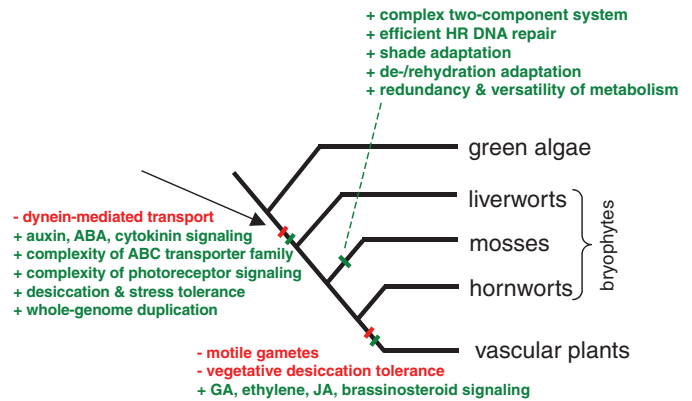 + complex two-component system
+ efficient HR DNA repair
+ shade adaptation
+ de-/rehydration adaptation
+ redundancy & versatility of metabolism
green algae
liverworts
mosses
hornworts
bryophytes
vascular plants
- dynein-mediated transport
+ auxin, ABA, cytokinin signaling
+ complexity of ABC transporter family
+ complexity of photoreceptor signaling
+ desiccation & stress tolerance
+ whole-genome duplication
- motile gametes
- vegetative desiccation tolerance
+ GA, ethylene, JA, brassinosteroid signaling